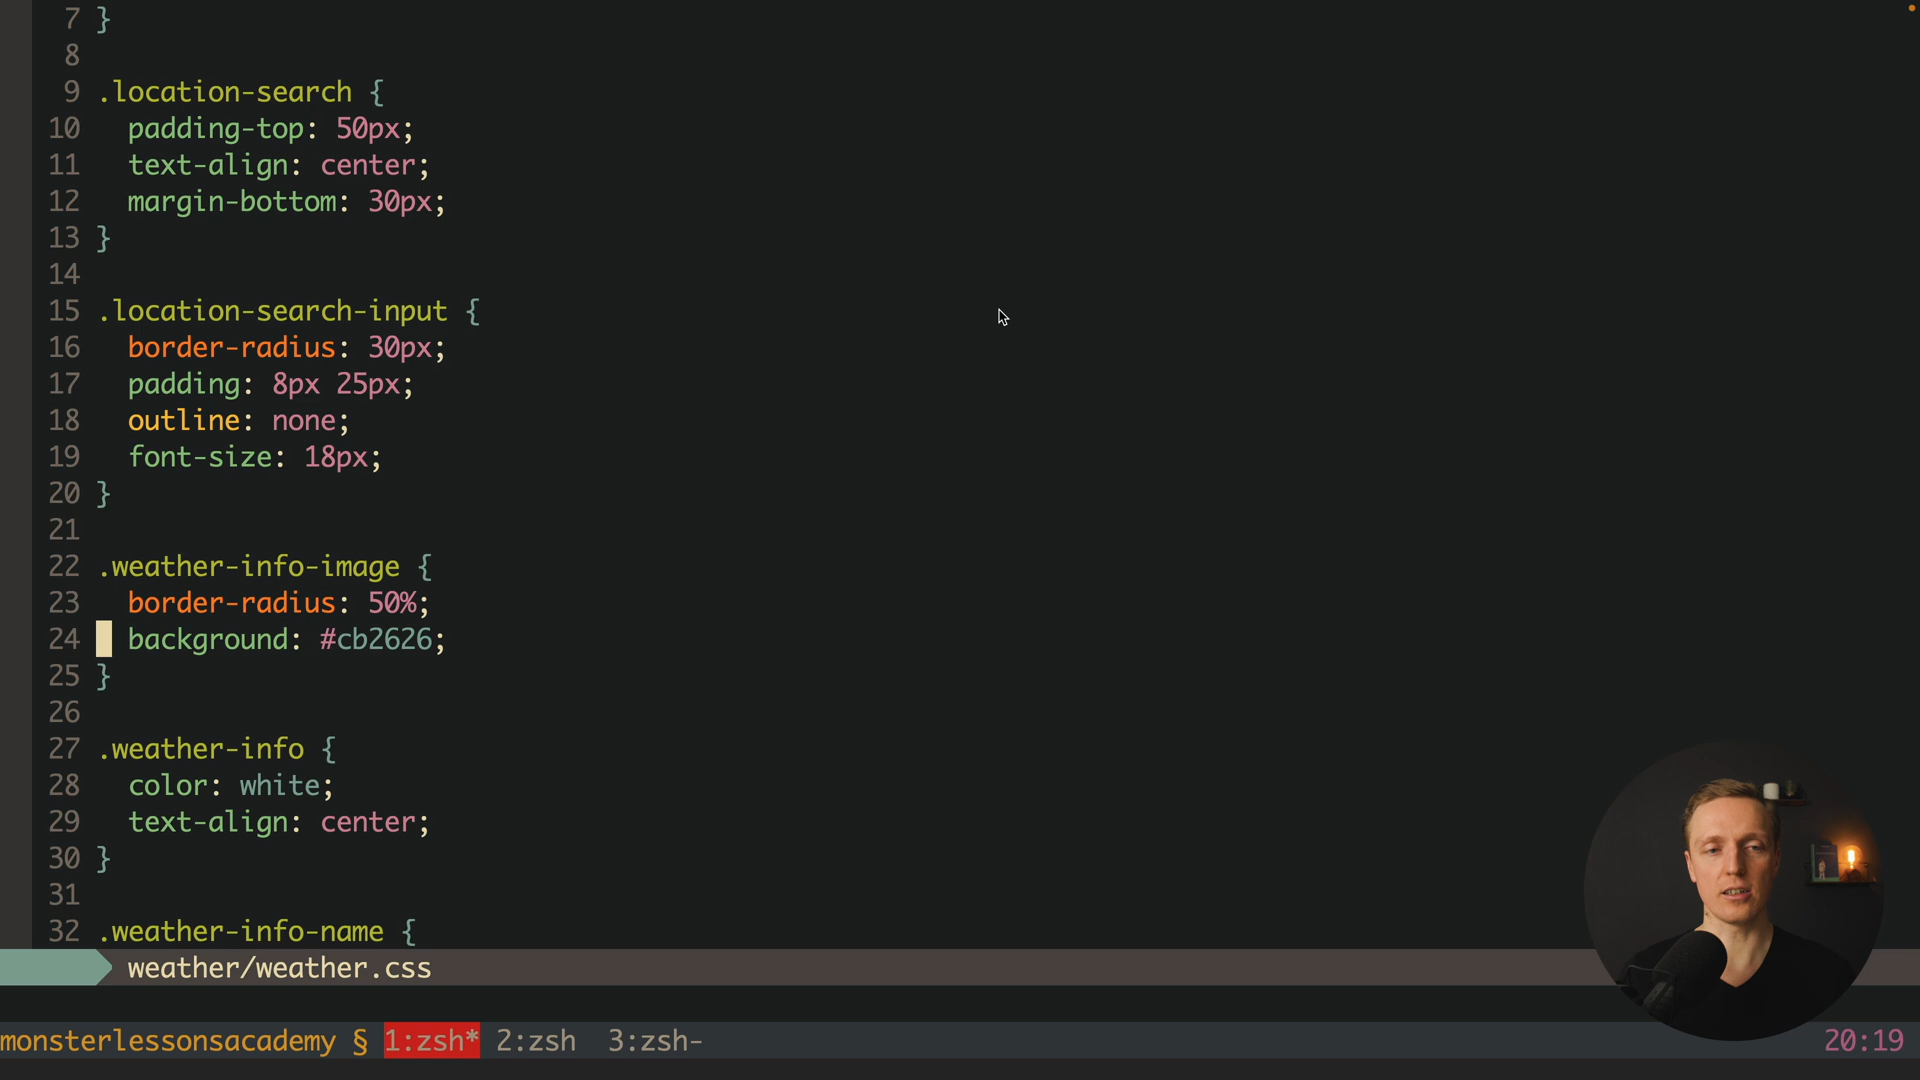 7 }
8
9 .location-search {
10   padding-top: 50px;
11   text-align: center;
12   margin-bottom: 30px;
13 }
14
15 .location-search-input {
16   border-radius: 30px;
17   padding: 8px 25px;
18   outline: none;
19   font-size: 18px;
20 }
21
22 .weather-info-image {
23   border-radius: 50%;
24   background: #cb2626;
25 }
26
27 .weather-info {
28   color: white;
29   text-align: center;
30 }
31
32 .weather-info-name {
weather/weather.css
monsterlessonsacademy § 1:zsh* 2:zsh 3:zsh- 20:19